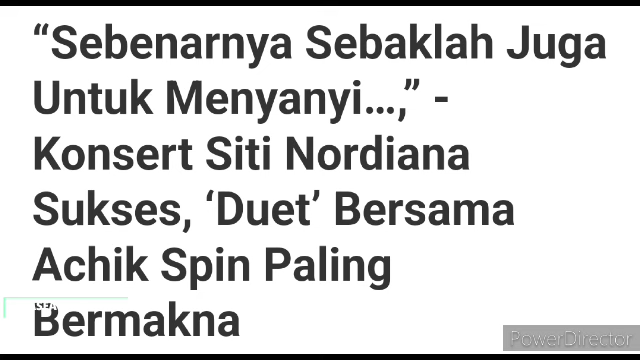 “Sebenarnya Sebaklah Juga
Untuk Menyanyi...,” -
Konsert Siti Nordiana
Sukses, ‘Duet’ Bersama
Achik Spin Paling
Bermakna
PowerDirector